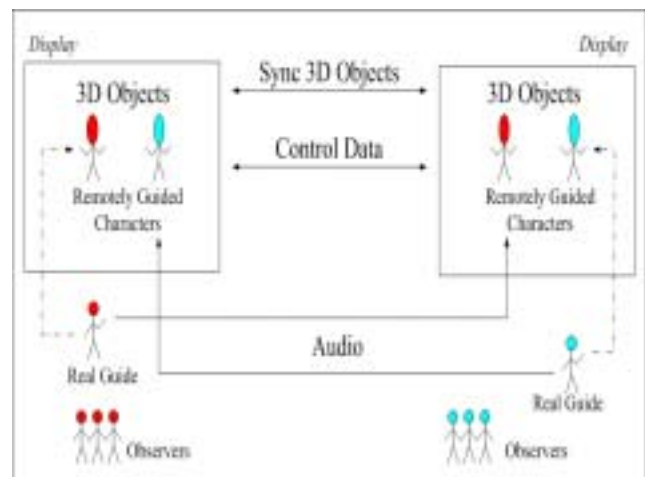 Display
Display
3D Objects
Sync 3D Objects
3D Objects
Control Data
Remotely Guided
Characters
Remotely Guided
Characters
Audio
Real Guide
Real Guide
Observers
Observers